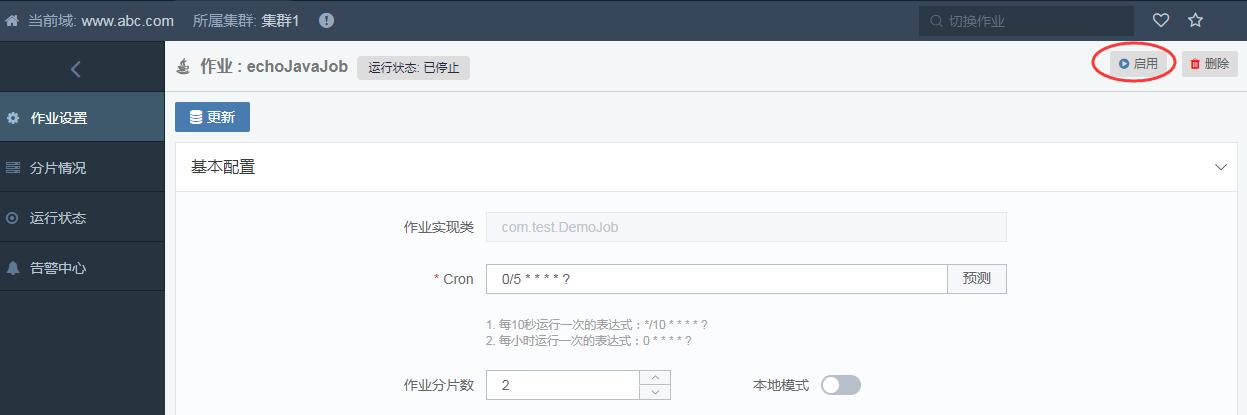 当前域: www.abc.com 所属集群: 集群1 切换作业
作业 : echoJavaJob 运行状态: 已停止 启用 删除
作业设置
更新
分片情况
基本配置
运行状态
作业实现类 com.test.DemoJob
告警中心
* Cron 0/5 * * * * ? 预测
1. 每10秒运行一次的表达式：*/10 * * * * ?
2. 每小时运行一次的表达式：0 * * * * ?
作业分片数 2 本地模式